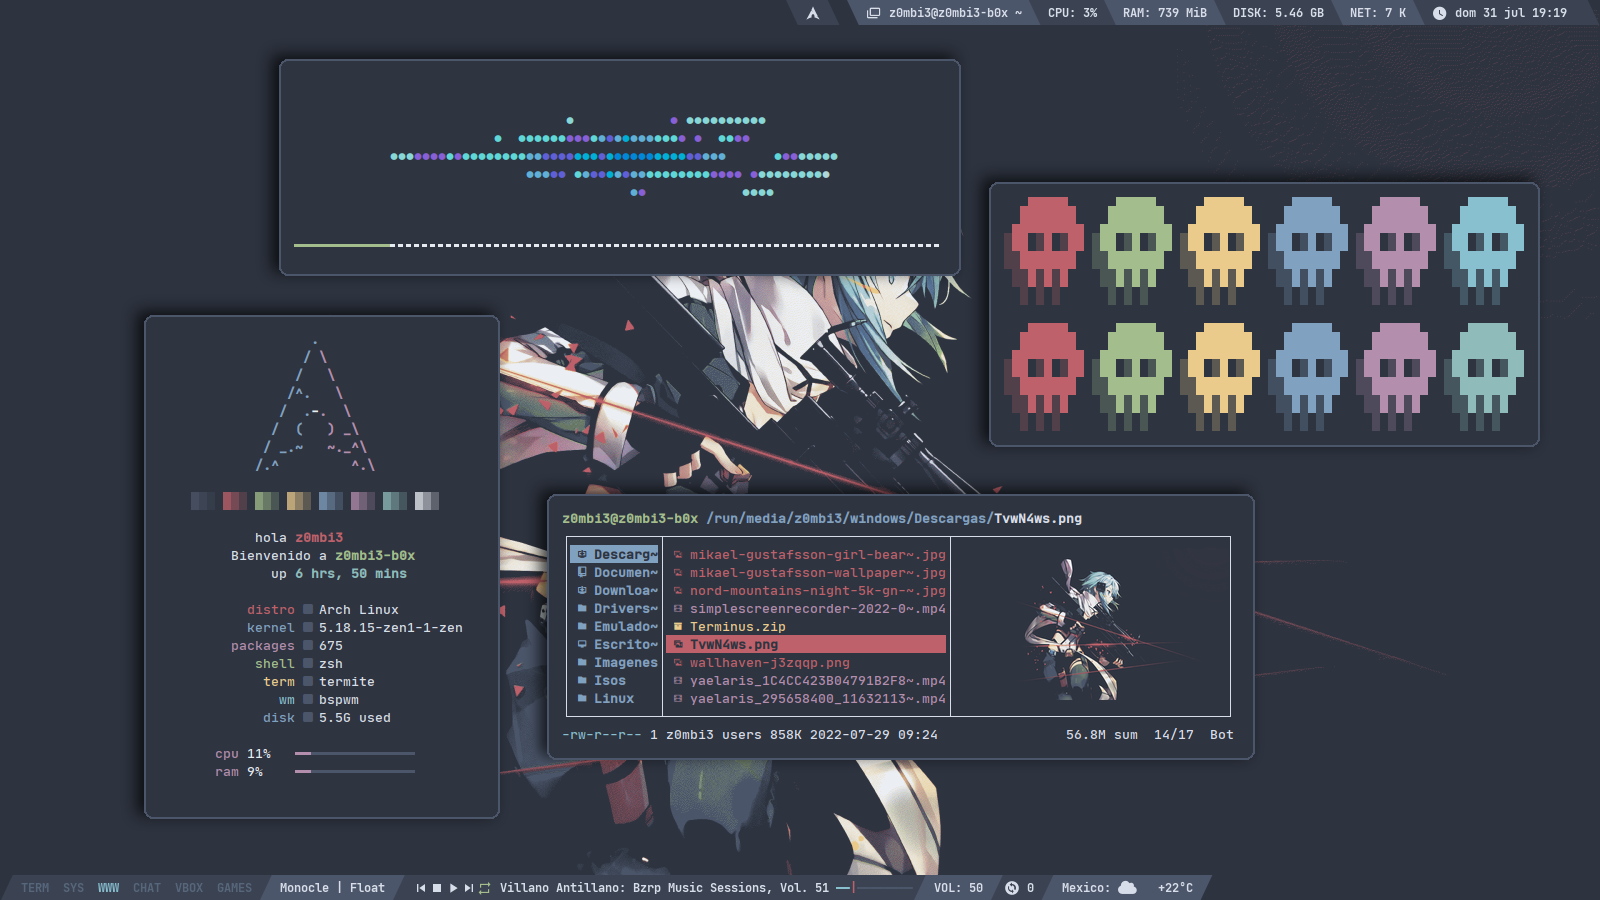 z0mbi3@z0mbi3-b0x ~ CPU: 3% RAM: 739 MiB DISK: 5.46 GB NET: 7 K dom 31 jul 19:19
hola z0mbi3
Bienvenido a z0mbi3-b0x
up 6 hrs, 50 mins
distro Arch Linux
kernel 5.18.15-zen1-1-zen
packages 675
shell zsh
term termite
wm bspwm
disk 5.5G used
cpu 11%
ram 9%
z0mbi3@z0mbi3-b0x /run/media/z0mbi3/windows/Descargas/TvwN4ws.png
Descarg~ mikael-gustafsson-girl-bear~.jpg
Documen~ mikael-gustafsson-wallpaper~.jpg
Downloa~ nord-mountains-night-5k-gn-~.jpg
Drivers~ simplescreenrecorder-2022-0~.mp4
Emulado~ Terminus.zip
Escrito~ TvwN4ws.png
Imagenes wallhaven-j3zqqp.png
Isos yaelaris_1C4CC423B04791B2F8~.mp4
Linux yaelaris_295658400_11632113~.mp4
-rw-r--r-- 1 z0mbi3 users 858K 2022-07-29 09:24 56.8M sum 14/17 Bot
TERM SYS WWW CHAT VBOX GAMES Monocle | Float Villano Antillano: Bzrp Music Sessions, Vol. 51 VOL: 50 0 Mexico: +22°C